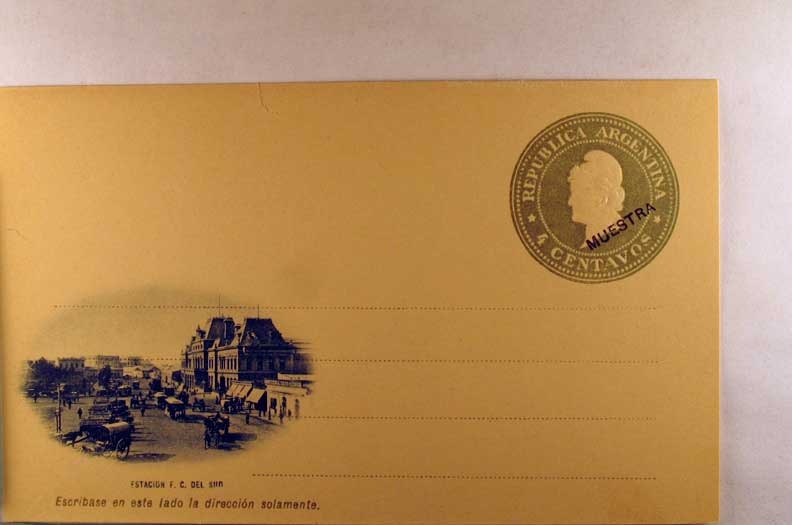 REPUBLICA ARGENTINA
MUESTRA
4 CENTAVOS
ESTACION F. C. DEL SUD
Escríbase en este lado la dirección solamente.